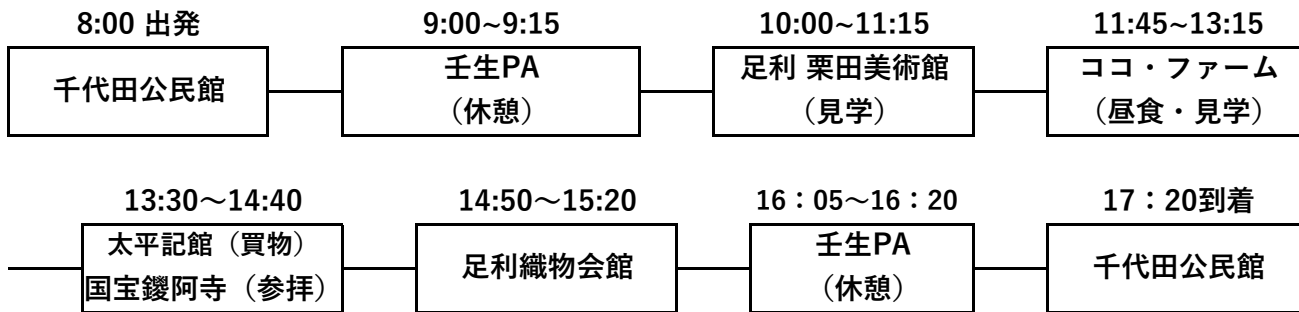 8:00 出発
9:00~9:15
10:00~11:15
11:45~13:15
千代田公民館
壬生PA
（休憩）
足利 栗田美術館
（見学）
ココ・ファーム
（昼食・見学）
13:30～14:40
14:50～15:20
16：05～16：20
17：20到着
太平記館（買物）
国宝鑁阿寺（参拝）
足利織物会館
壬生PA
（休憩）
千代田公民館